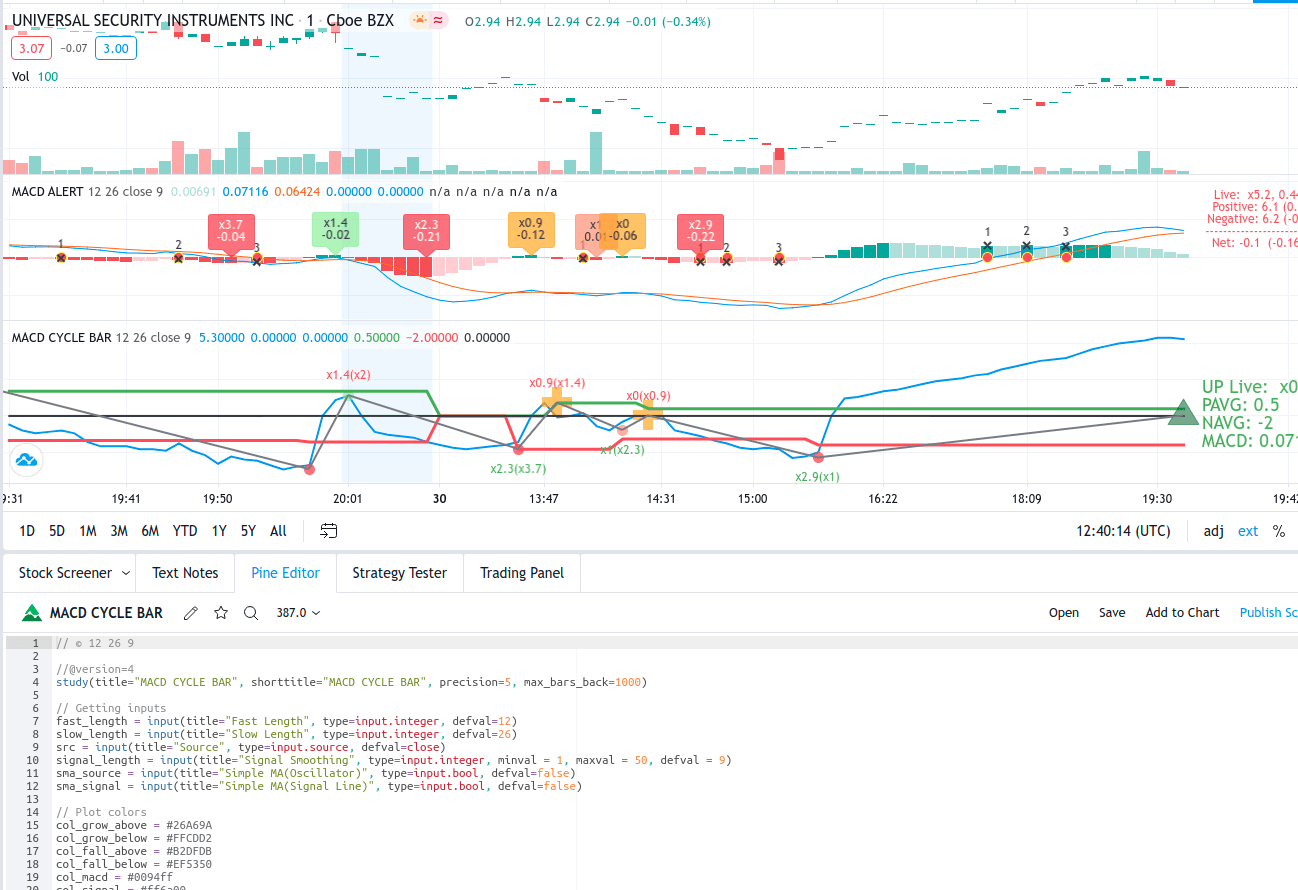 UNIVERSAL SECURITY INSTRUMENTS INC · 1 · Cboe BZX O2.94 H2.94 L2.94 C2.94 −0.01 (−0.34%)
3.07 −0.07 3.00
Vol 100
MACD ALERT 12 26 close 9 0.00691 0.07116 0.06424 0.00000 0.00000 n/a n/a n/a n/a n/a
Live: x5.2, 0.4
Positive: 6.1 (0.
Negative: 6.2 (-0
Net: -0.1 (-0.16
x3.7
-0.04
x1.4
-0.02
x2.3
-0.21
x0.9
-0.12
x1
0.01
x0
-0.06
x2.9
-0.22
1 2 3 1 1 2 3 1 2 3
MACD CYCLE BAR 12 26 close 9 5.30000 0.00000 0.00000 0.50000 −2.00000 0.00000
x1.4(x2)
x0.9(x1.4)
x0(x0.9)
x2.3(x3.7)
x1(x2.3)
x2.9(x1)
UP Live: x0
PAVG: 0.5
NAVG: -2
MACD: 0.07
9:31 19:41 19:50 20:01 30 13:47 14:31 15:00 16:22 18:09 19:30 19:42
1D 5D 1M 3M 6M YTD 1Y 5Y All 12:40:14 (UTC) adj ext %
Stock Screener Text Notes Pine Editor Strategy Tester Trading Panel
MACD CYCLE BAR 387.0 Open Save Add to Chart Publish Sc
1 // © 12 26 9
2
3 //@version=4
4 study(title="MACD CYCLE BAR", shorttitle="MACD CYCLE BAR", precision=5, max_bars_back=1000)
5
6 // Getting inputs
7 fast_length = input(title="Fast Length", type=input.integer, defval=12)
8 slow_length = input(title="Slow Length", type=input.integer, defval=26)
9 src = input(title="Source", type=input.source, defval=close)
10 signal_length = input(title="Signal Smoothing", type=input.integer, minval = 1, maxval = 50, defval = 9)
11 sma_source = input(title="Simple MA(Oscillator)", type=input.bool, defval=false)
12 sma_signal = input(title="Simple MA(Signal Line)", type=input.bool, defval=false)
13
14 // Plot colors
15 col_grow_above = #26A69A
16 col_grow_below = #FFCDD2
17 col_fall_above = #B2DFDB
18 col_fall_below = #EF5350
19 col_macd = #0094ff
20 col_signal = #ff6a00